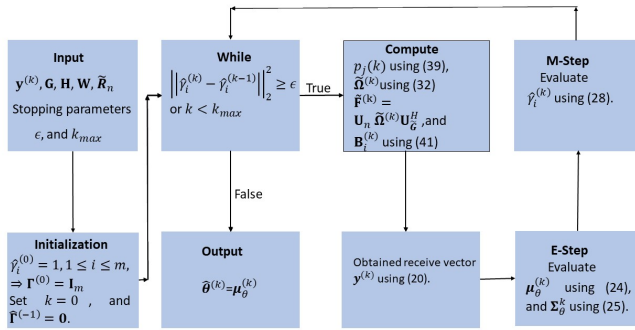 Input
𝐲^(k), 𝐆, 𝐇, 𝐖, R̃_n
Stopping parameters
ϵ, and k_max
While
||γ̂_i^(k) − γ̂_i^(k−1)||_2^2 ≥ ϵ
or k < k_max
True
False
Compute
p_j(k) using (39),
𝛀̃^(k) using (32)
𝐅̃^(k) =
𝐔_n 𝛀̃^(k) 𝐔_G̃^H ,and
𝐁_i^(k) using (41)
M-Step
Evaluate
γ̂_i^(k) using (28).
Initialization
γ̂_i^(0) = 1, 1 ≤ i ≤ m,
⇒ 𝚪^(0) = 𝐈_m
Set k = 0 , and
𝚪̂^(−1) = 𝟎.
Output
𝛉̂^(k)=𝛍_θ^(k)
Obtained receive vector
𝐲^(k) using (20).
E-Step
Evaluate
𝛍_θ^(k) using (24),
and 𝚺_θ^k using (25).